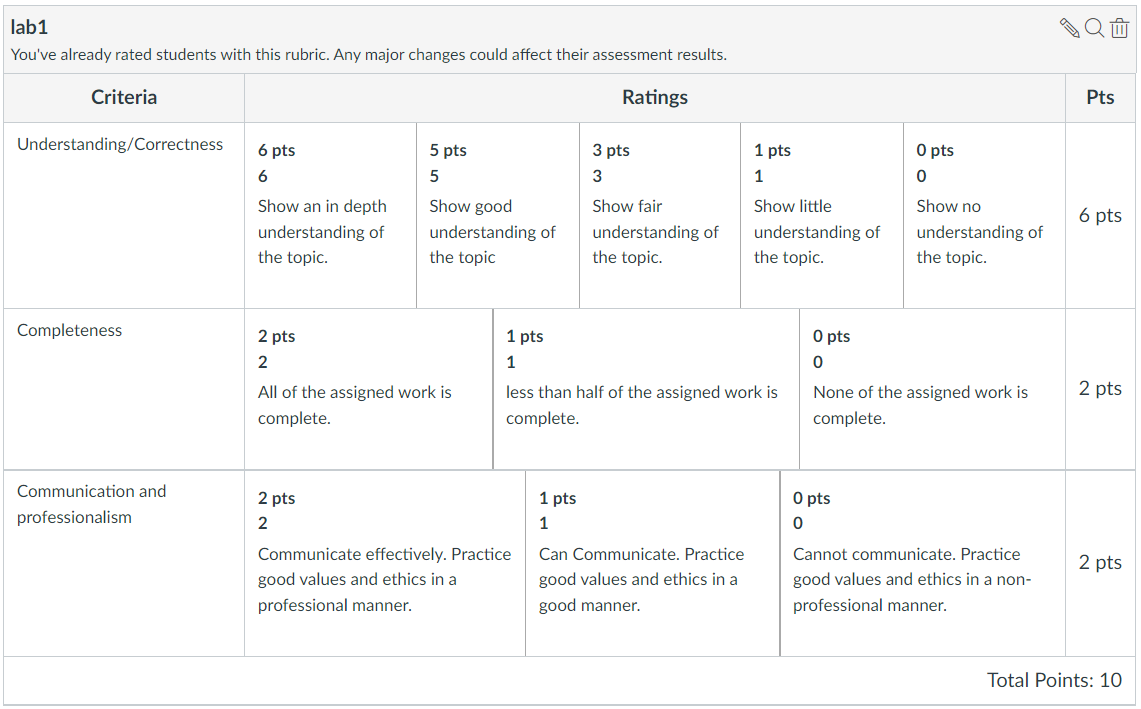 lab1
You've already rated students with this rubric. Any major changes could affect their assessment results.
Criteria
Ratings
Pts
Understanding/Correctness
6 pts
6
Show an in depth
understanding of
the topic.
5 pts
5
Show good
understanding of
the topic
3 pts
3
Show fair
understanding of
the topic.
1 pts
1
Show little
understanding of
the topic.
0 pts
0
Show no
understanding of
the topic.
6 pts
Completeness
2 pts
2
All of the assigned work is
complete.
1 pts
1
less than half of the assigned work is
complete.
0 pts
0
None of the assigned work is
complete.
2 pts
Communication and
professionalism
2 pts
2
Communicate effectively. Practice
good values and ethics in a
professional manner.
1 pts
1
Can Communicate. Practice
good values and ethics in a
good manner.
0 pts
0
Cannot communicate. Practice
good values and ethics in a non-
professional manner.
2 pts
Total Points: 10